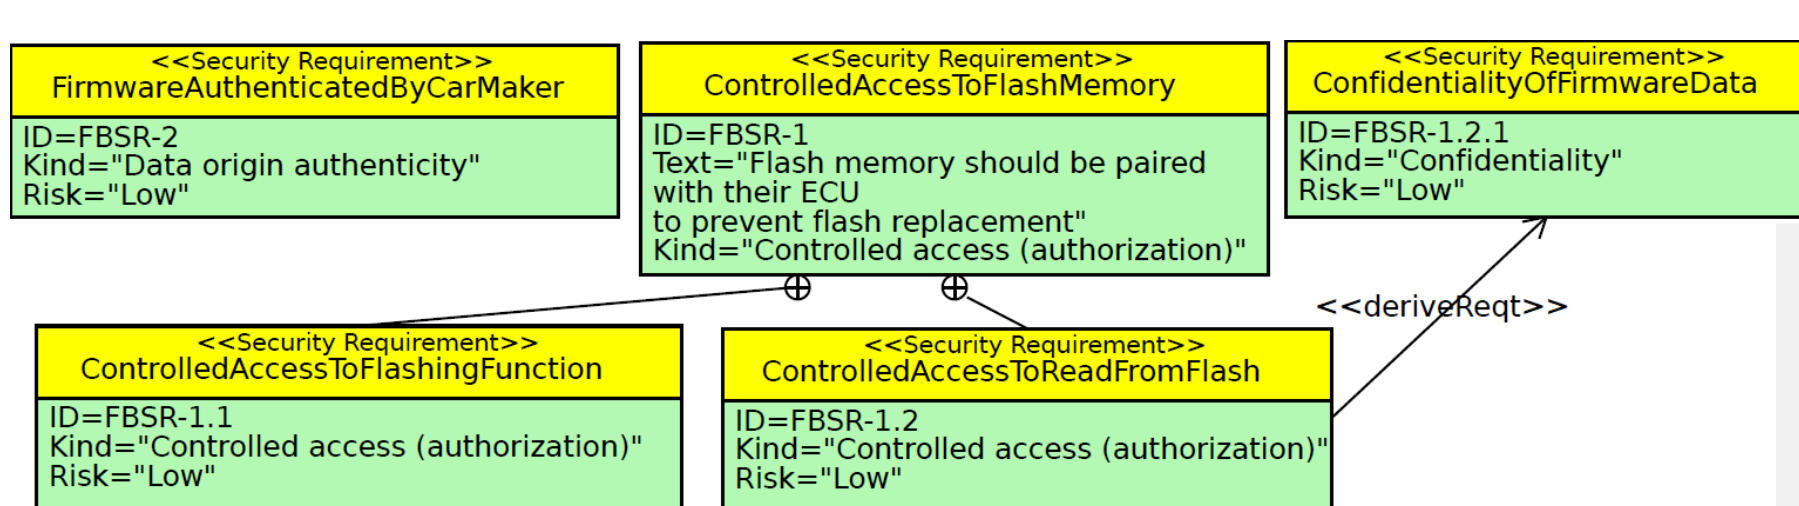 <<Security Requirement>>
FirmwareAuthenticatedByCarMaker
ID=FBSR-2
Kind="Data origin authenticity"
Risk="Low"
<<Security Requirement>>
ControlledAccessToFlashMemory
ID=FBSR-1
Text="Flash memory should be paired
with their ECU
to prevent flash replacement"
Kind="Controlled access (authorization)"
<<Security Requirement>>
ConfidentialityOfFirmwareData
ID=FBSR-1.2.1
Kind="Confidentiality"
Risk="Low"
<<deriveReqt>>
<<Security Requirement>>
ControlledAccessToFlashingFunction
ID=FBSR-1.1
Kind="Controlled access (authorization)"
Risk="Low"
<<Security Requirement>>
ControlledAccessToReadFromFlash
ID=FBSR-1.2
Kind="Controlled access (authorization)"
Risk="Low"